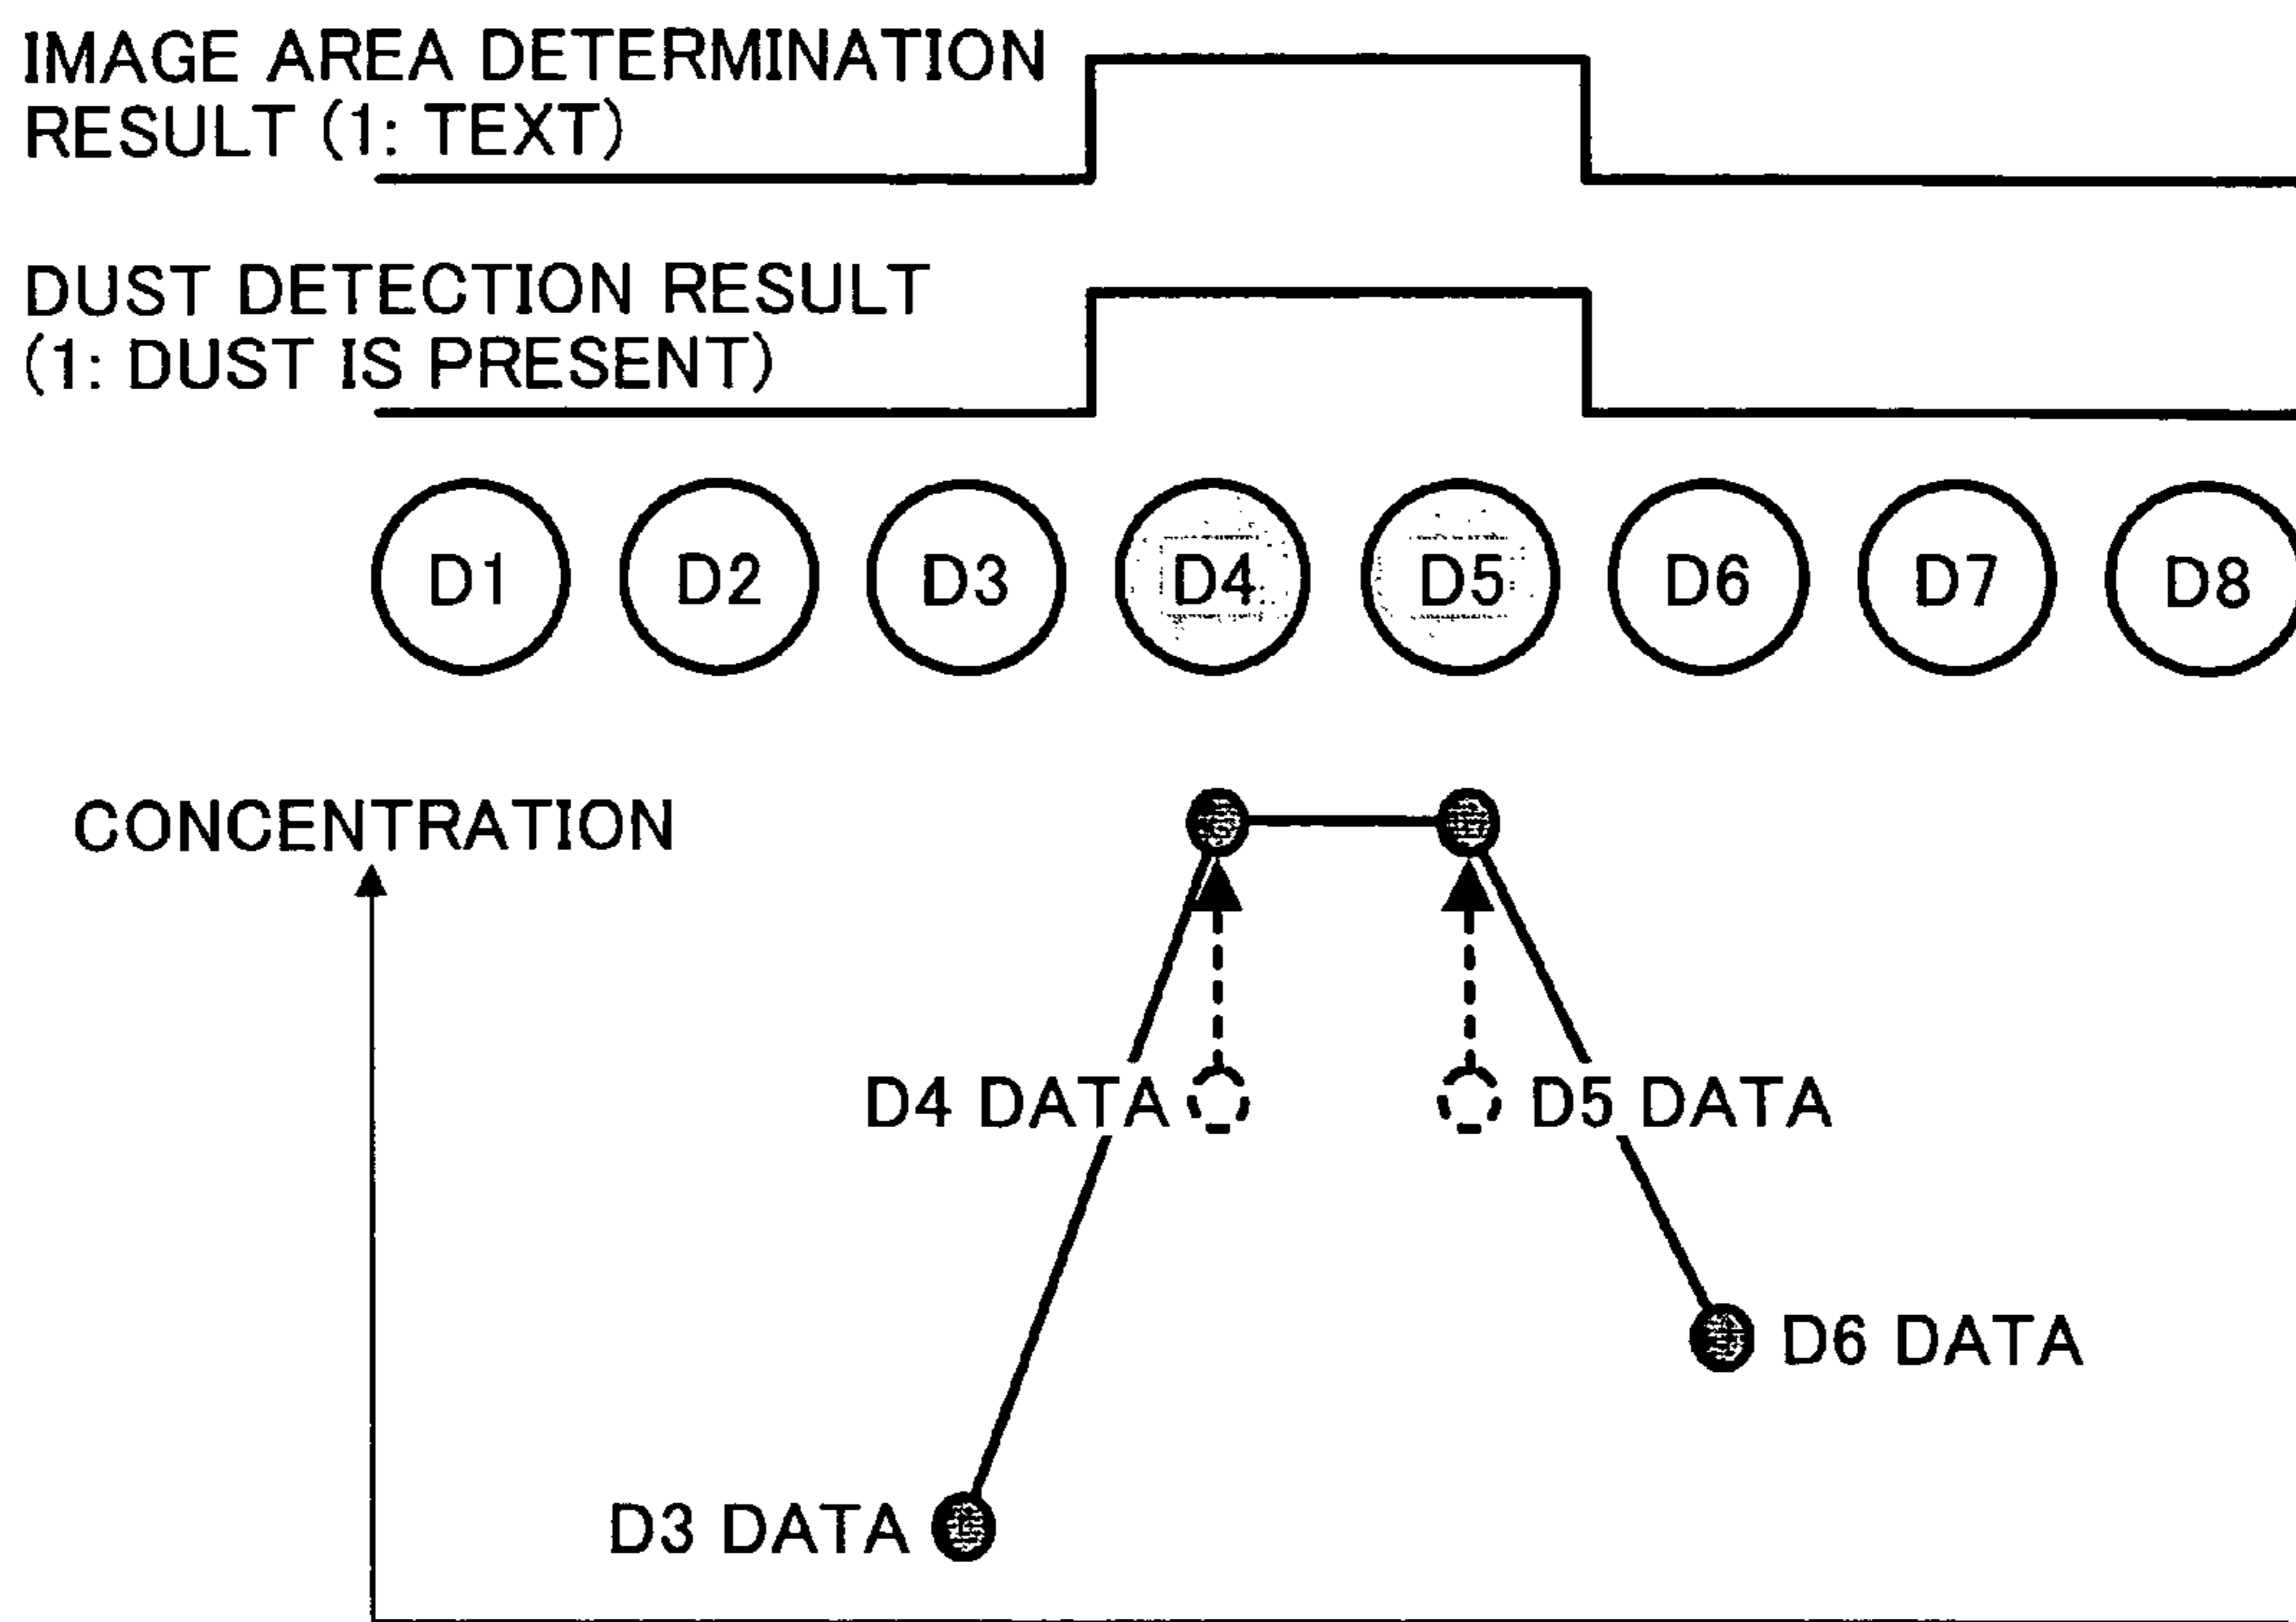 IMAGE AREA DETERMINATION
RESULT (1: TEXT)
DUST DETECTION RESULT
(1: DUST IS PRESENT)
D1 D2 D3 D4 D5 D6 D7 D8
CONCENTRATION
D4 DATA D5 DATA
D6 DATA
D3 DATA